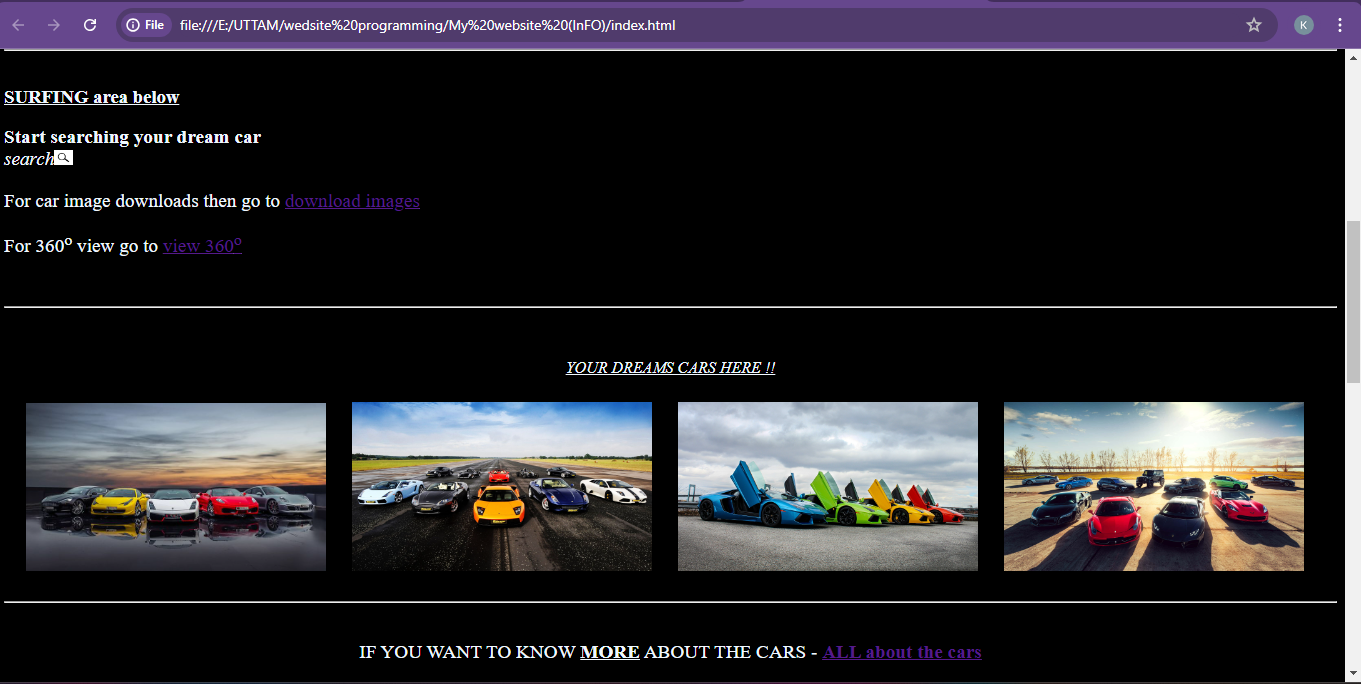 File file:///E:/UTTAM/wedsite%20programming/My%20website%20(InFO)/index.html
K
SURFING area below
Start searching your dream car
search
For car image downloads then go to download images
For 360º view go to view 360º
YOUR DREAMS CARS HERE !!
IF YOU WANT TO KNOW MORE ABOUT THE CARS - ALL about the cars